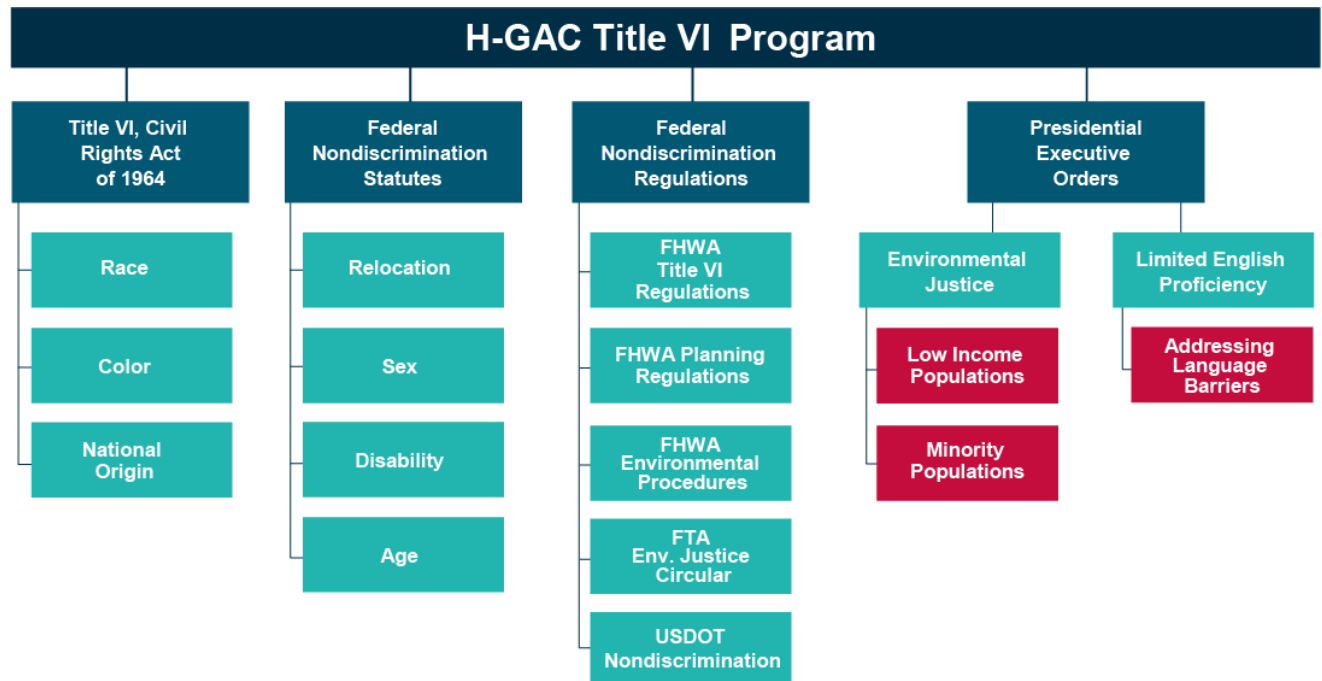 H-GAC Title VI  Program
Title VI, Civil
Rights Act
of 1964
Race
Color
National
Origin
Federal
Nondiscrimination
Statutes
Relocation
Sex
Disability
Age
Federal
Nondiscrimination
Regulations
FHWA
Title VI
Regulations
FHWA Planning
Regulations
FHWA
Environmental
Procedures
FTA
Env. Justice
Circular
USDOT
Nondiscrimination
Presidential
Executive
Orders
Environmental
Justice
Low Income
Populations
Minority
Populations
Limited English
Proficiency
Addressing
Language
Barriers